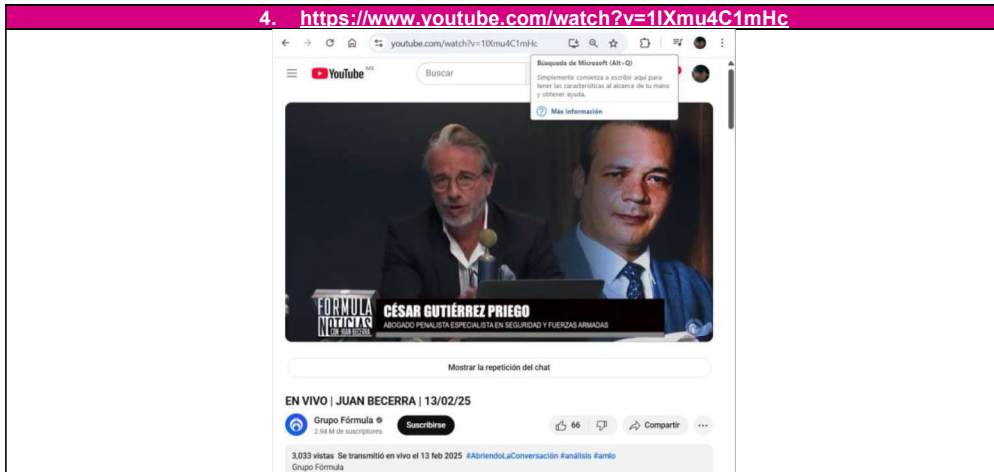 4. https://www.youtube.com/watch?v=1IXmu4C1mHc
youtube.com/watch?v=1IXmu4C1mHc
YouTube MX
Buscar
Búsqueda de Microsoft (Alt+Q)
Simplemente comienza a escribir aquí para
tener las características al alcance de tu mano
y obtener ayuda.
Más información
FÓRMULA
NOTICIAS
CON JUAN BECERRA
CÉSAR GUTIÉRREZ PRIEGO
ABOGADO PENALISTA ESPECIALISTA EN SEGURIDAD Y FUERZAS ARMADAS
Mostrar la repetición del chat
EN VIVO | JUAN BECERRA | 13/02/25
Grupo Fórmula
2.94 M de suscriptores
Suscribirse
66
Compartir
3,033 vistas Se transmitió en vivo el 13 feb 2025 #AbriendoLaConversación #análisis #amlo
Grupo Fórmula